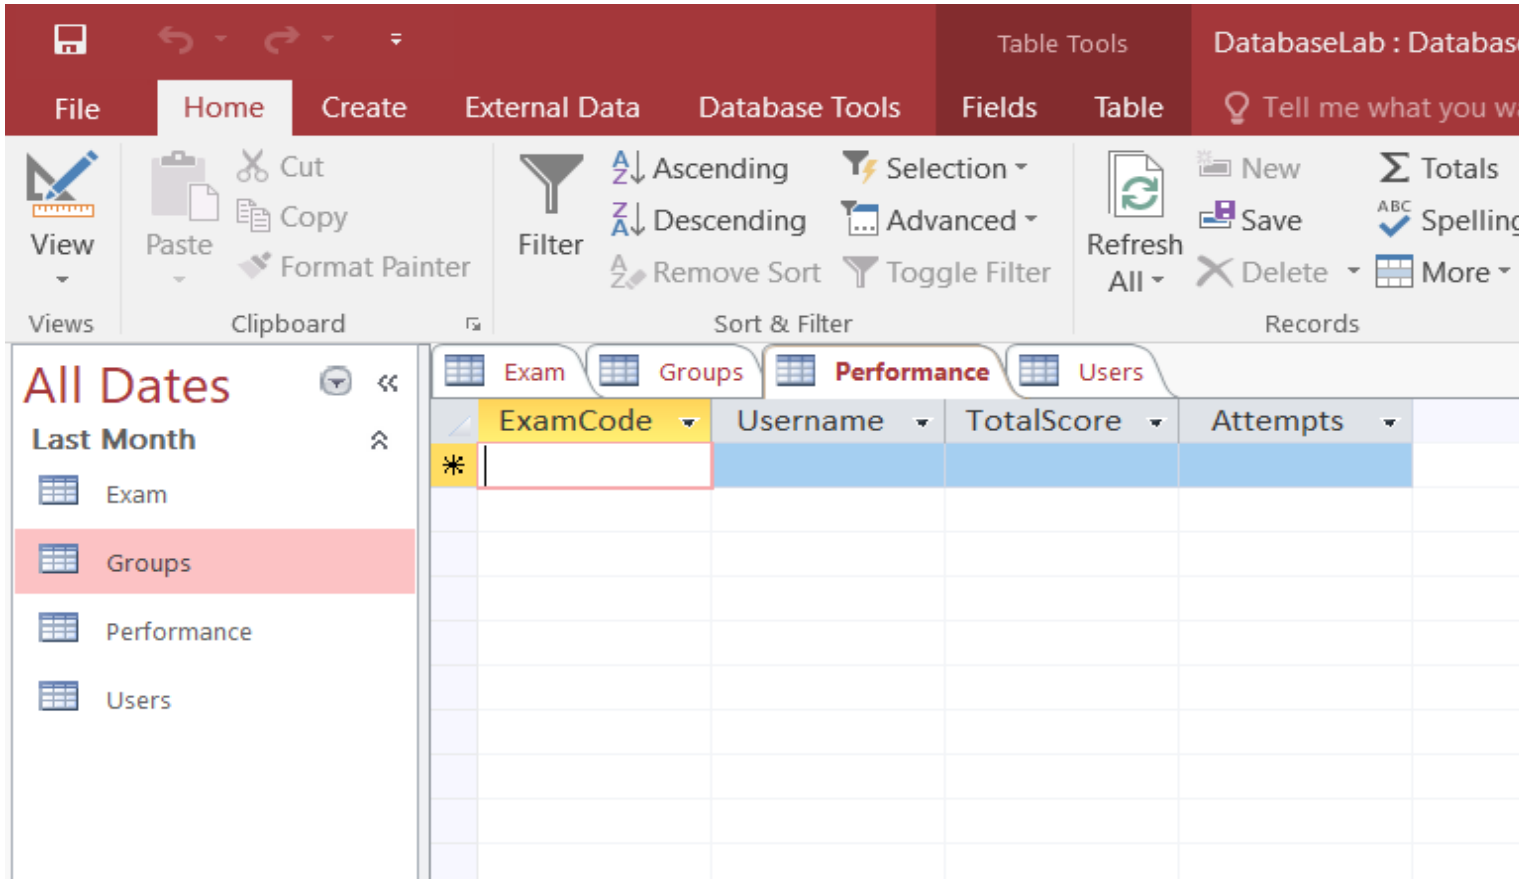 Table Tools
DatabaseLab : Database
File Home Create External Data Database Tools Fields Table Tell me what you
View
Paste
Cut
Copy
Format Painter
Filter
Ascending
Descending
Remove Sort
Selection
Advanced
Toggle Filter
Refresh
All
New
Save
Delete
Totals
Spelling
More
Views Clipboard Sort & Filter Records
All Dates
Last Month
Exam
Groups
Performance
Users
Exam Groups Performance Users
ExamCode Username TotalScore Attempts